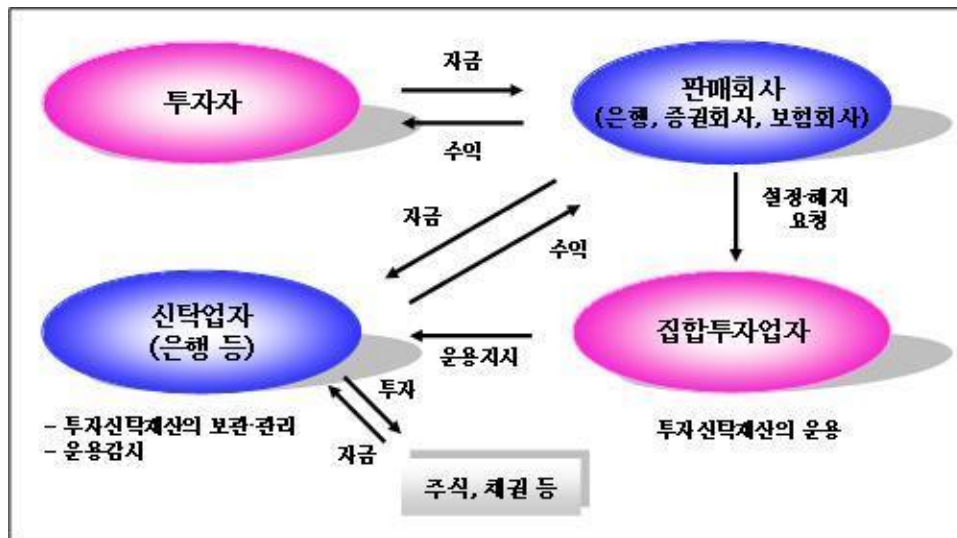 자금
투자자
판매회사
(은행, 증권회사, 보험회사)
수익
설정·해지
요청
자금
수익
신탁업자
(은행 등)
집합투자업자
운용지시
투자
- 투자신탁재산의 보관·관리
- 운용감시
투자신탁재산의 운용
자금
주식, 채권 등